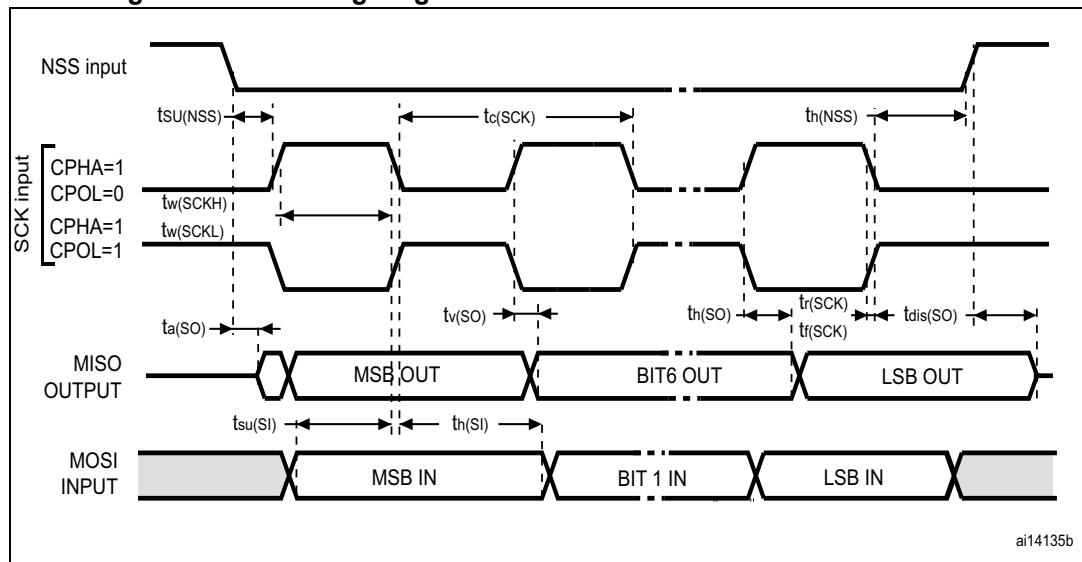 NSS input
tSU(NSS)
tc(SCK)
th(NSS)
SCK input
CPHA=1
CPOL=0
tw(SCKH)
CPHA=1
tw(SCKL)
CPOL=1
ta(SO)
tv(SO)
th(SO)
tr(SCK)
tf(SCK)
tdis(SO)
MISO
OUTPUT
MSB OUT
BIT6 OUT
LSB OUT
tsu(SI)
th(SI)
MOSI
INPUT
MSB IN
BIT 1 IN
LSB IN
ai14135b